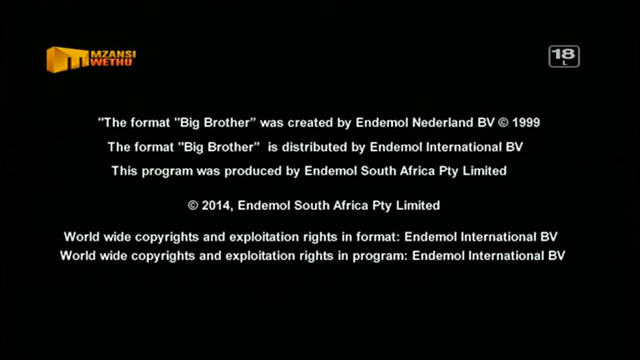 MZANSI
WETHU
18
L
"The format "Big Brother” was created by Endemol Nederland BV © 1999
The format "Big Brother”  is distributed by Endemol International BV
This program was produced by Endemol South Africa Pty Limited
© 2014, Endemol South Africa Pty Limited
World wide copyrights and exploitation rights in format: Endemol International BV
World wide copyrights and exploitation rights in program: Endemol International BV